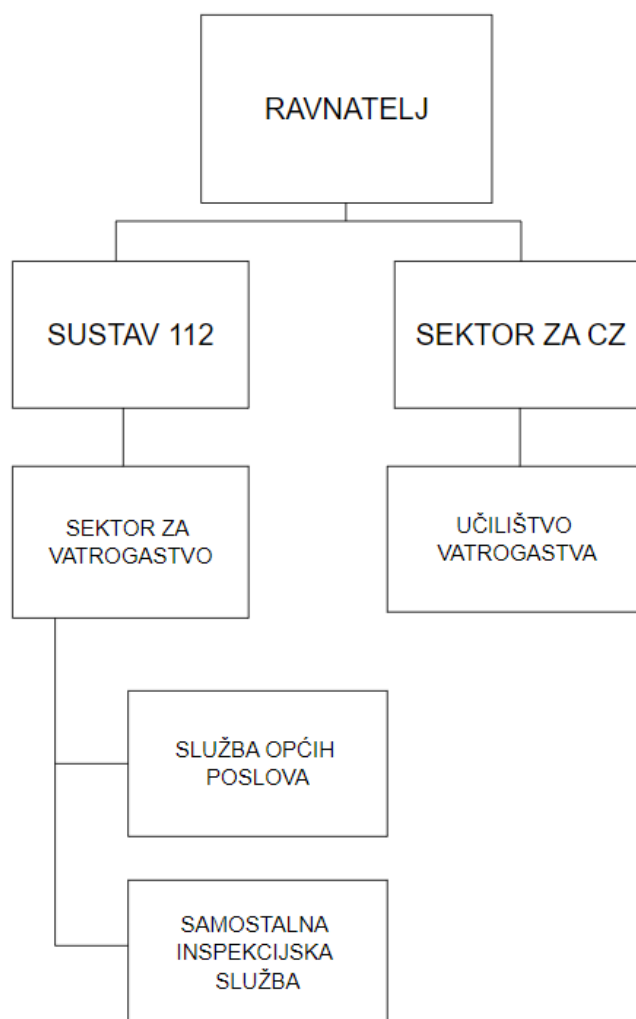 RAVNATELJ
SUSTAV 112
SEKTOR ZA CZ
SEKTOR ZA
VATROGASTVO
UČILIŠTVO
VATROGASTVA
SLUŽBA OPĆIH
POSLOVA
SAMOSTALNA
INSPEKCIJSKA
SLUŽBA